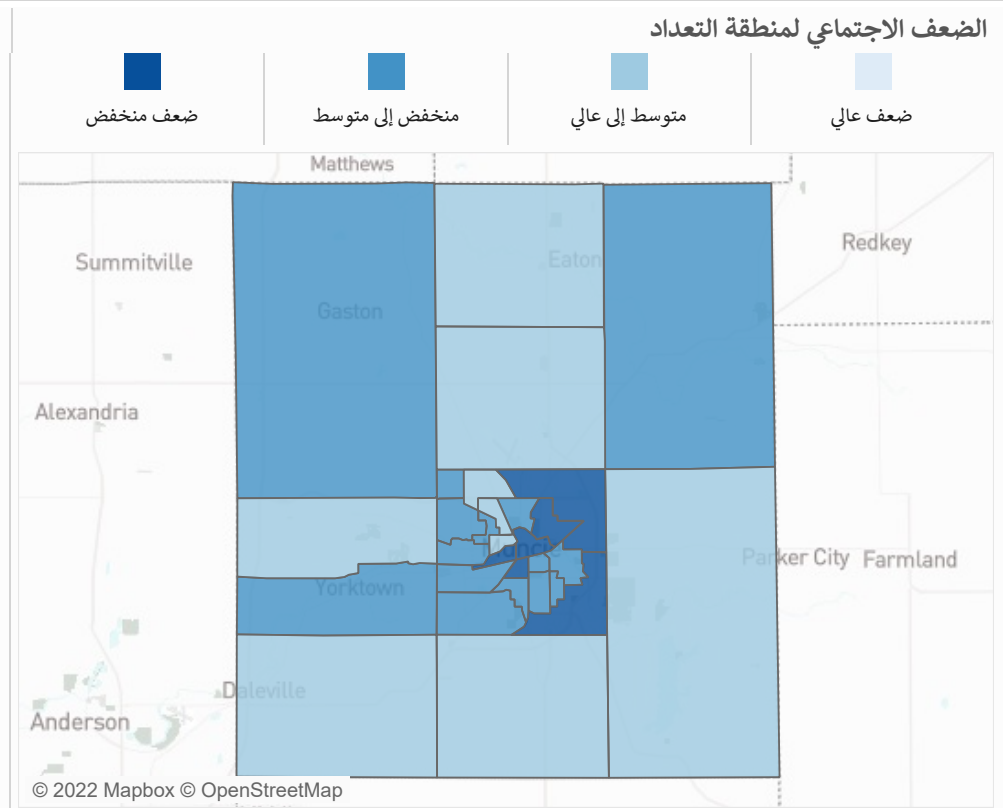 الضعف الاجتماعي لمنطقة التعداد
ضعف عالي
متوسط إلى عالي
منخفض إلى متوسط
ضعف منخفض
Matthews
Redkey
Summitville
Eaton
Gaston
Alexandria
Muncie
Parker City
Farmland
Yorktown
Daleville
Anderson
© 2022 Mapbox © OpenStreetMap